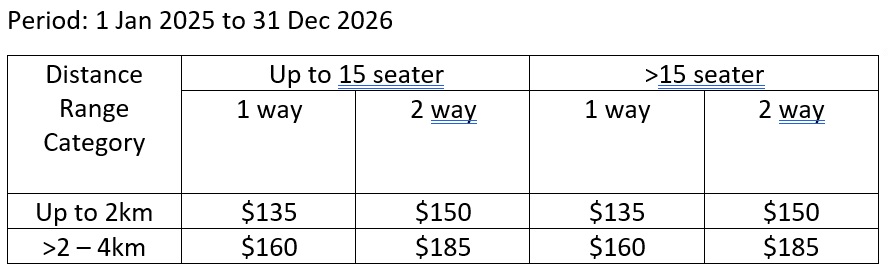 Period: 1 Jan 2025 to 31 Dec 2026
Distance Range Category Up to 15 seater >15 seater
1 way 2 way 1 way 2 way
Up to 2km $135 $150 $135 $150
>2 – 4km $160 $185 $160 $185